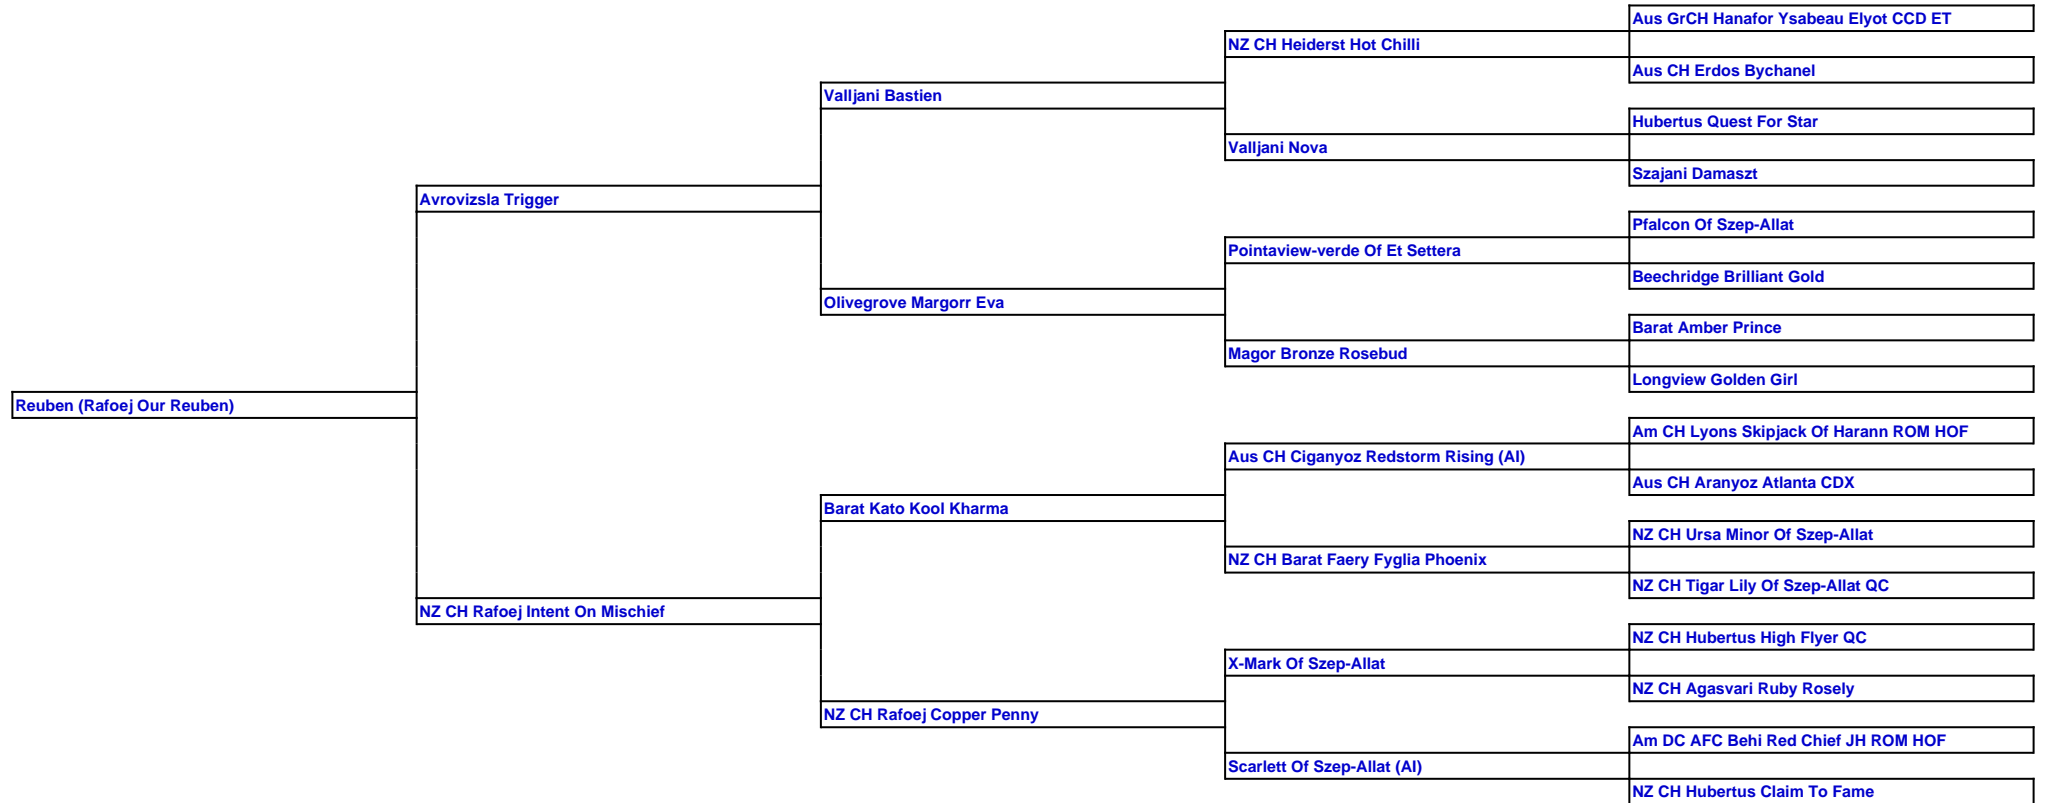 Aus GrCH Hanafor Ysabeau Elyot CCD ET
NZ CH Heiderst Hot Chilli
Aus CH Erdos Bychanel
Valljani Bastien
Hubertus Quest For Star
Valljani Nova
Szajani Damaszt
Avrovizsla Trigger
Pfalcon Of Szep-Allat
Pointaview-verde Of Et Settera
Beechridge Brilliant Gold
Olivegrove Margorr Eva
Barat Amber Prince
Magor Bronze Rosebud
Longview Golden Girl
Reuben (Rafoej Our Reuben)
Am CH Lyons Skipjack Of Harann ROM HOF
Aus CH Ciganyoz Redstorm Rising (AI)
Aus CH Aranyoz Atlanta CDX
Barat Kato Kool Kharma
NZ CH Ursa Minor Of Szep-Allat
NZ CH Barat Faery Fyglia Phoenix
NZ CH Tigar Lily Of Szep-Allat QC
NZ CH Rafoej Intent On Mischief
NZ CH Hubertus High Flyer QC
X-Mark Of Szep-Allat
NZ CH Agasvari Ruby Rosely
NZ CH Rafoej Copper Penny
Am DC AFC Behi Red Chief JH ROM HOF
Scarlett Of Szep-Allat (AI)
NZ CH Hubertus Claim To Fame